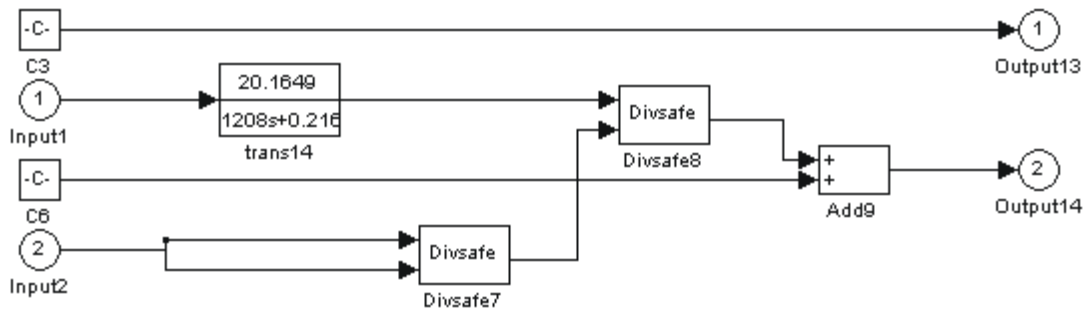 -C-
C3
1
Output13
1
Input1
20.1649
1208s+0.216
trans14
Divsafe
Divsafe8
-C-
C6
+
+
Add9
2
Output14
2
Input2
Divsafe
Divsafe7